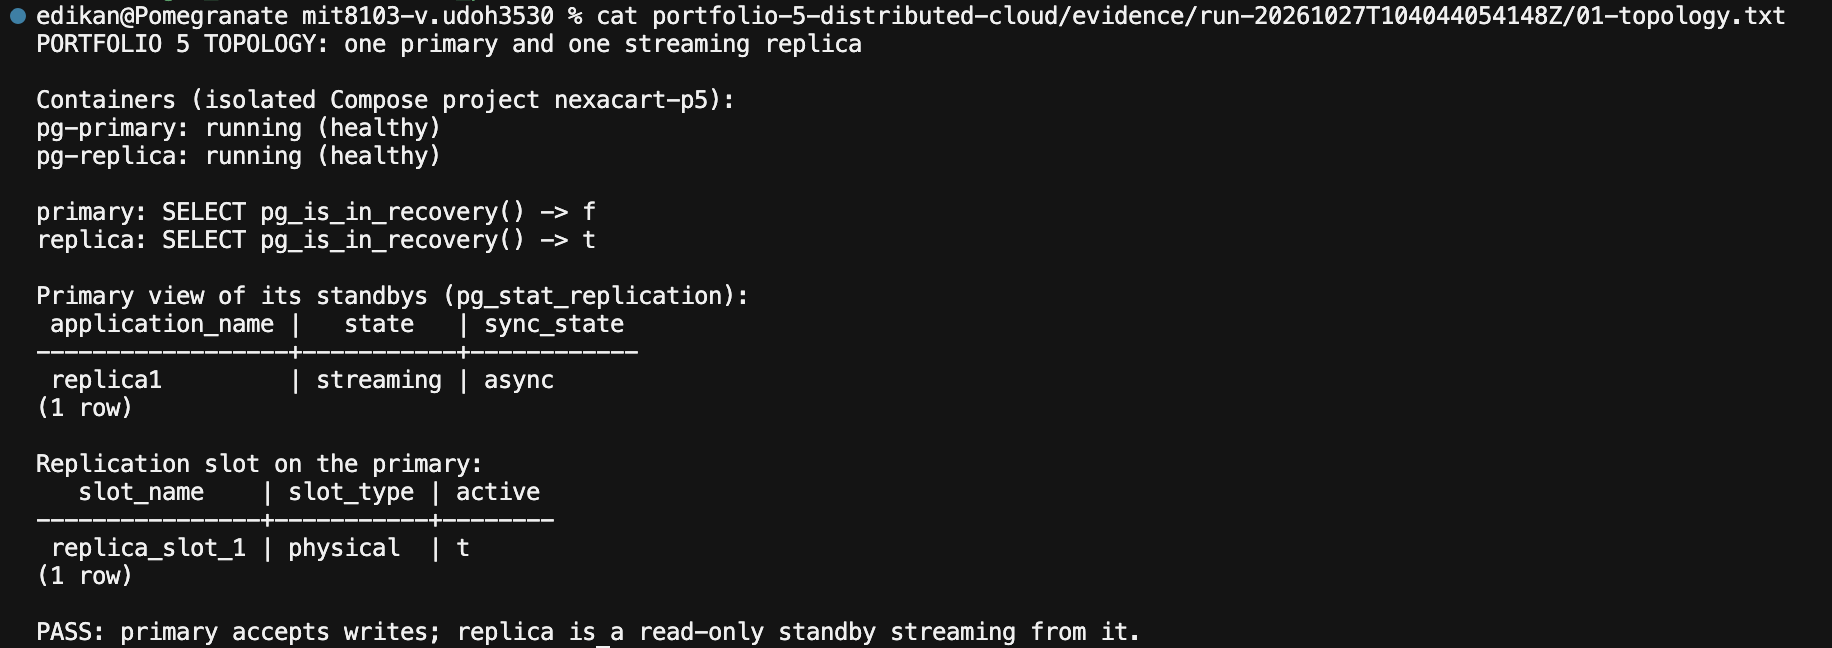 edikan@Pomegranate mit8103-v.udoh3530 % cat portfolio-5-distributed-cloud/evidence/run-20261027T104044054148Z/01-topology.txt
PORTFOLIO 5 TOPOLOGY: one primary and one streaming replica
Containers (isolated Compose project nexacart-p5):
pg-primary: running (healthy)
pg-replica: running (healthy)
primary: SELECT pg_is_in_recovery() -> f
replica: SELECT pg_is_in_recovery() -> t
Primary view of its standbys (pg_stat_replication):
 application_name |   state   | sync_state
------------------+-----------+------------
 replica1         | streaming | async
(1 row)
Replication slot on the primary:
   slot_name    | slot_type | active
----------------+-----------+--------
 replica_slot_1 | physical  | t
(1 row)
PASS: primary accepts writes; replica is a read-only standby streaming from it.